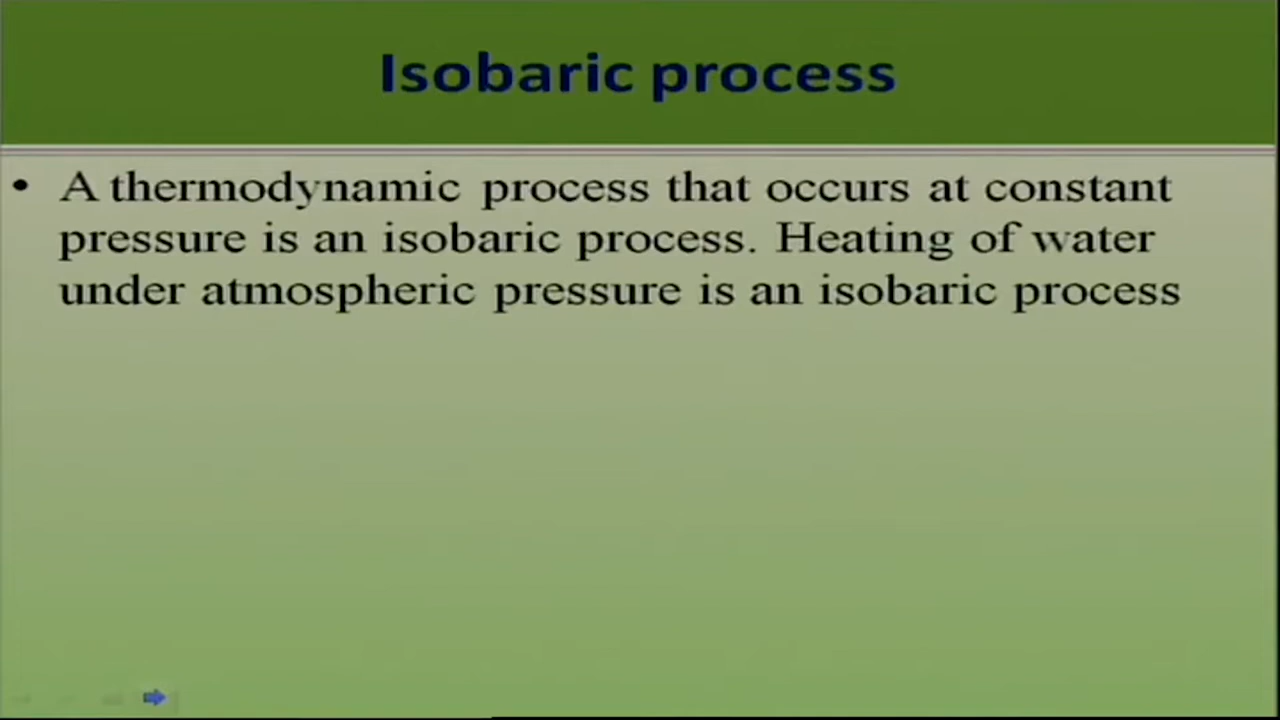 Isobaric process
• A thermodynamic process that occurs at constant
pressure is an isobaric process. Heating of water
under atmospheric pressure is an isobaric process